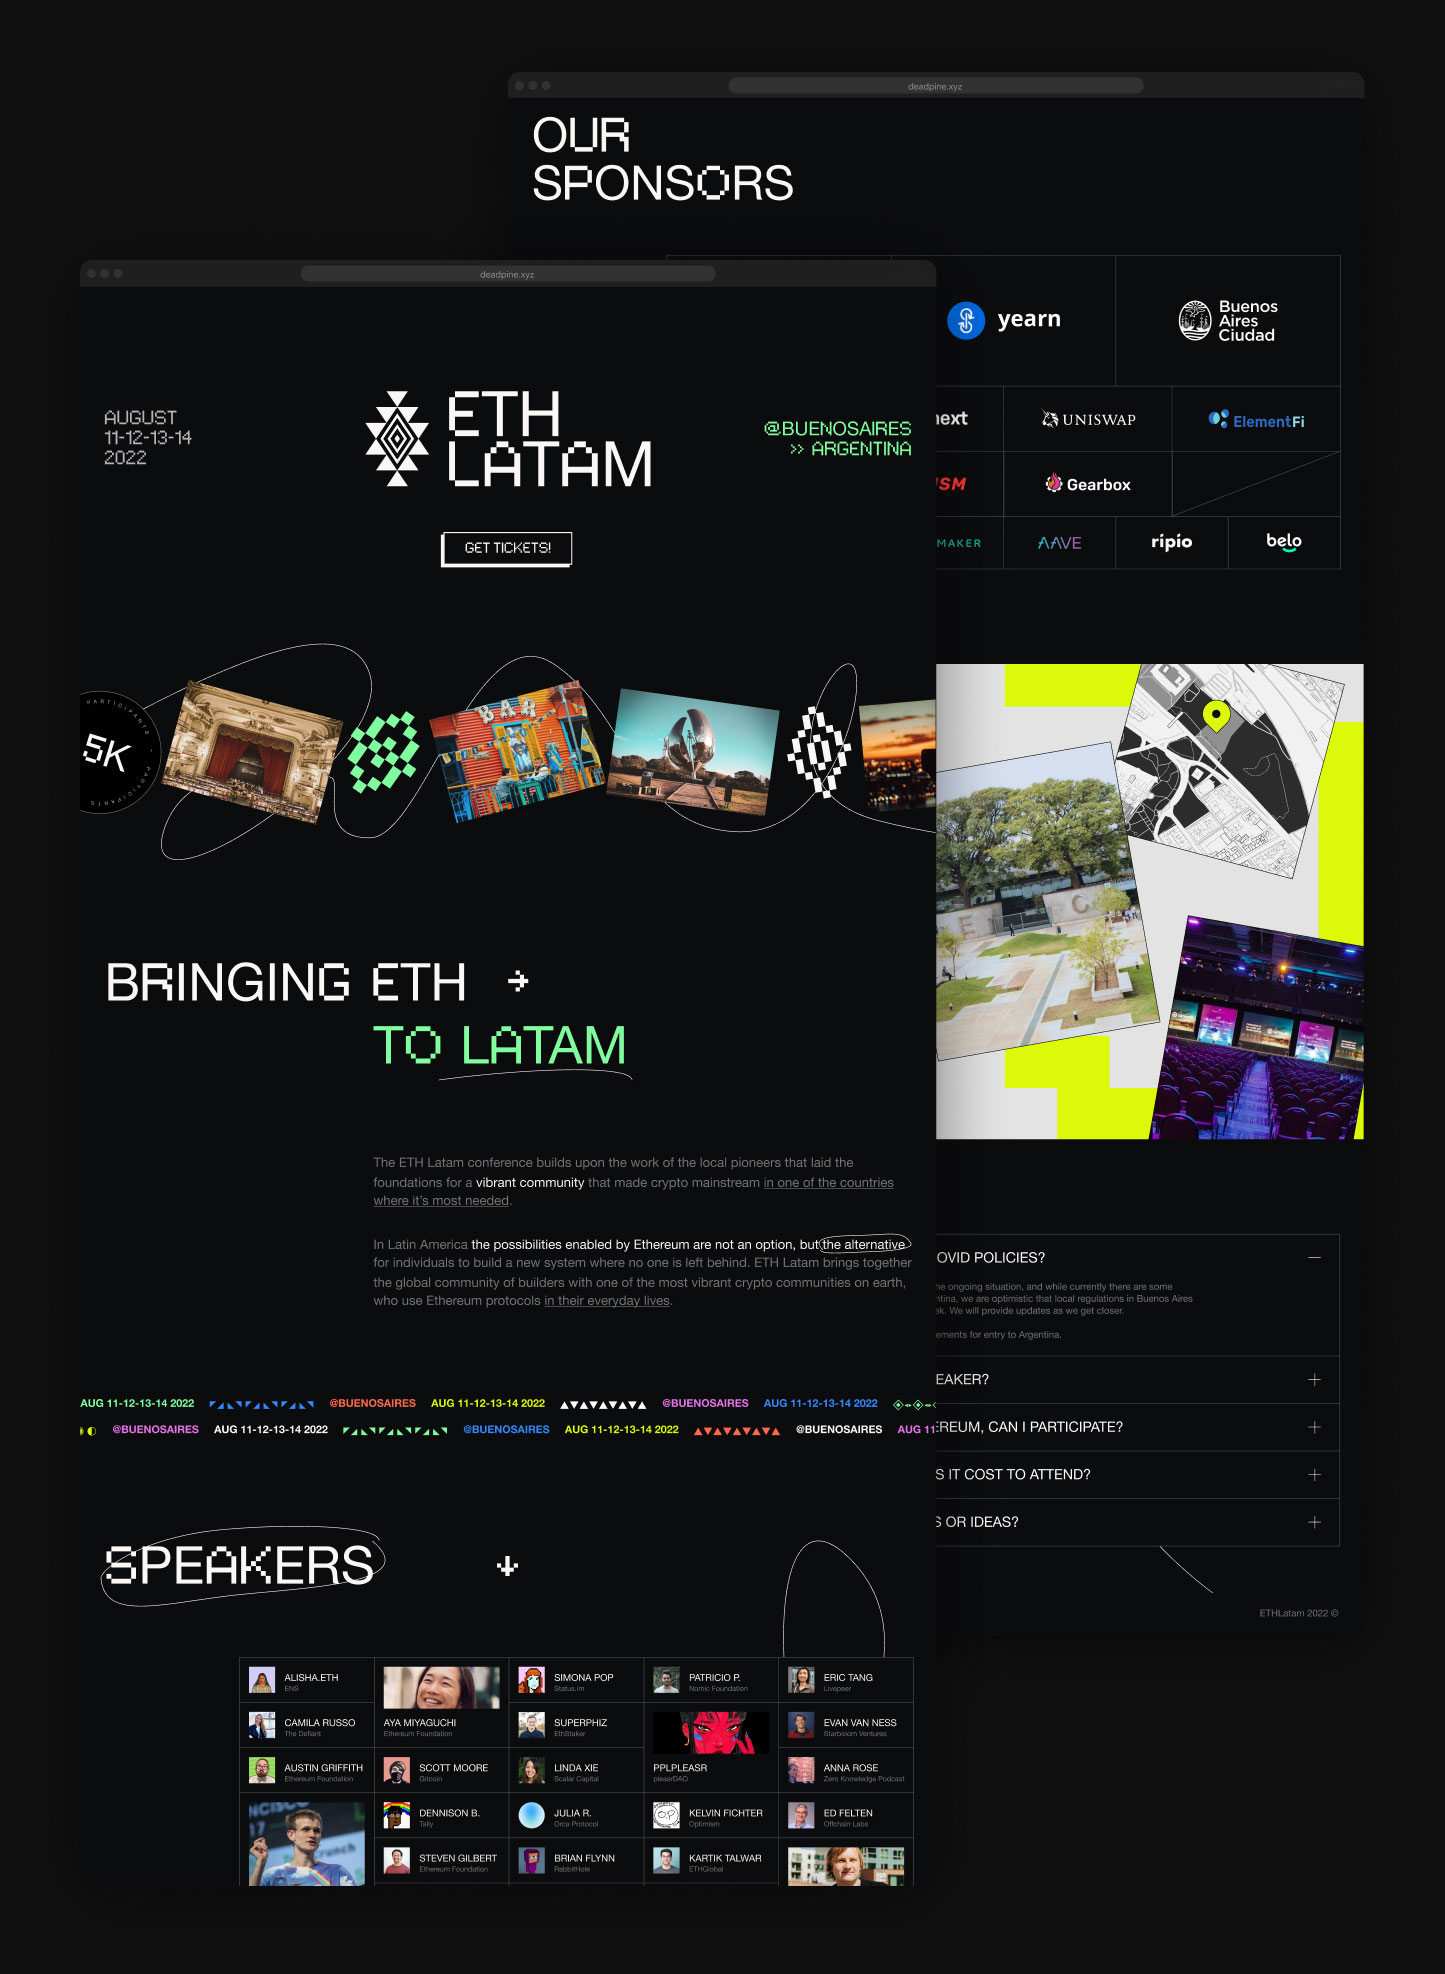 deadpine.xyz
OUR
SPONSORS
yearn
Buenos
Aires
Ciudad
next
UNISWAP
ElementFi
ISM
Gearbox
MAKER
AAVE
ripio
belo
OVID POLICIES?
he ongoing situation, and while currently there are some
ntina, we are optimistic that local regulations in Buenos Aires
ek. We will provide updates as we get closer.
ements for entry to Argentina.
EAKER?
EREUM, CAN I PARTICIPATE?
S IT COST TO ATTEND?
S OR IDEAS?
ETHLatam 2022 ©
deadpine.xyz
AUGUST
11-12-13-14
2022
ETH
LATAM
@BUENOSAIRES
>> ARGENTINA
GET TICKETS!
PARTICIPANTS
5K
PARTICIPANTS
BAR
BRINGING ETH
TO LATAM
The ETH Latam conference builds upon the work of the local pioneers that laid the
foundations for a vibrant community that made crypto mainstream in one of the countries
where it's most needed.
In Latin America the possibilities enabled by Ethereum are not an option, but the alternative
for individuals to build a new system where no one is left behind. ETH Latam brings together
the global community of builders with one of the most vibrant crypto communities on earth,
who use Ethereum protocols in their everyday lives.
AUG 11-12-13-14 2022 @BUENOSAIRES AUG 11-12-13-14 2022 @BUENOSAIRES AUG 11-12-13-14 2022
@BUENOSAIRES AUG 11-12-13-14 2022 @BUENOSAIRES AUG 11-12-13-14 2022 @BUENOSAIRES AUG 11
SPEAKERS
ALISHA.ETH
ENS
SIMONA POP
Status.im
PATRICIO P.
Nomic Foundation
ERIC TANG
Livepeer
CAMILA RUSSO
The Defiant
AYA MIYAGUCHI
Ethereum Foundation
SUPERPHIZ
EthStaker
EVAN VAN NESS
Starbloom Ventures
AUSTIN GRIFFITH
Ethereum Foundation
SCOTT MOORE
Gitcoin
LINDA XIE
Scalar Capital
PPLPLEASR
pleasrDAO
ANNA ROSE
Zero Knowledge Podcast
DENNISON B.
Tally
JULIA R.
Orca Protocol
KELVIN FICHTER
Optimism
ED FELTEN
Offchain Labs
STEVEN GILBERT
Ethereum Foundation
BRIAN FLYNN
RabbitHole
KARTIK TALWAR
ETHGlobal